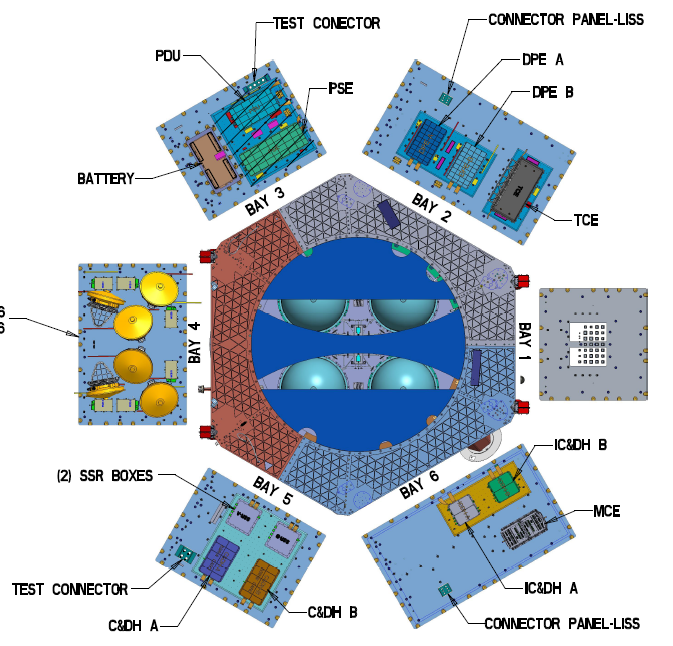 TEST CONECTOR
CONNECTOR PANEL-LISS
PDU
DPE A
PSE
DPE B
BATTERY
BAY 3
BAY 2
TCE
6
6
BAY 4
BAY 1
(2) SSR BOXES
BAY 5
BAY 6
IC&DH B
MCE
TEST CONNECTOR
IC&DH A
C&DH A
C&DH B
CONNECTOR PANEL-LISS